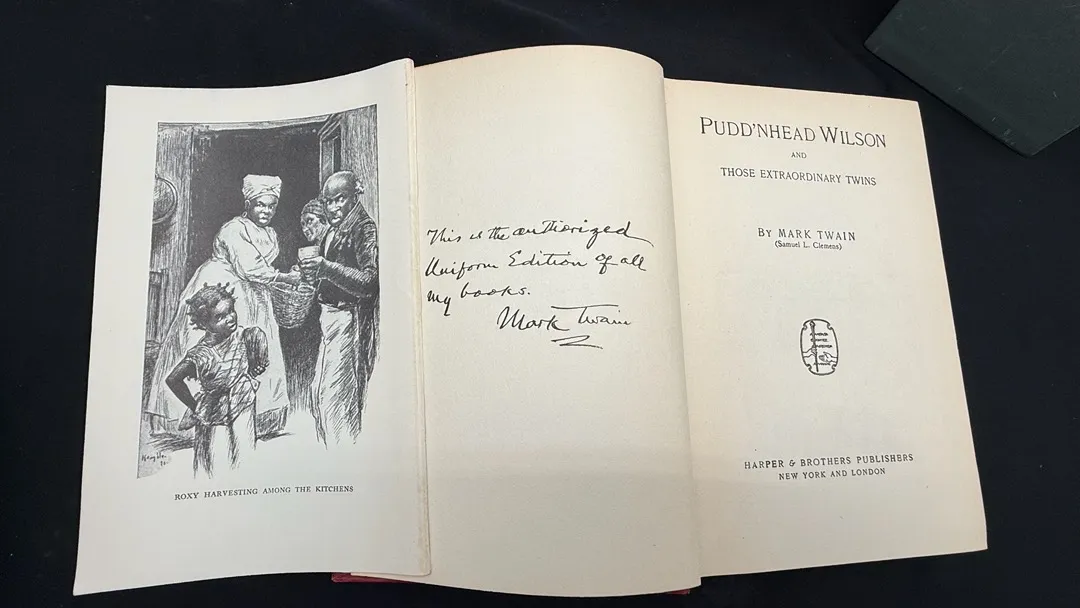 ROXY HARVESTING AMONG THE KITCHENS
This is the authorized
Uniform Edition of all
my books.
Mark Twain
PUDD'NHEAD WILSON
AND
THOSE EXTRAORDINARY TWINS
BY MARK TWAIN
(Samuel L. Clemens)
HARPER & BROTHERS PUBLISHERS
NEW YORK AND LONDON